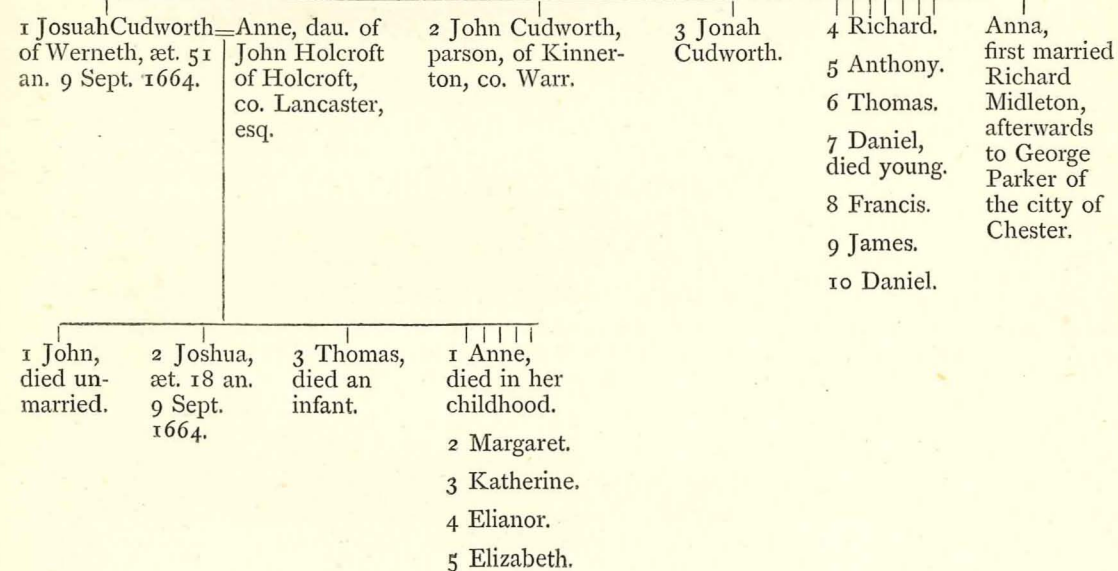 1 Josuah Cudworth=Anne, dau. of
of Werneth, æt. 51
an. 9 Sept. 1664.
John Holcroft
of Holcroft,
co. Lancaster,
esq.
2 John Cudworth,
parson, of Kinner-
ton, co. Warr.
3 Jonah
Cudworth.
4 Richard.
5 Anthony.
6 Thomas.
7 Daniel,
died young.
8 Francis.
9 James.
10 Daniel.
Anna,
first married
Richard
Midleton,
afterwards
to George
Parker of
the citty of
Chester.
1 John,
died un-
married.
2 Joshua,
æt. 18 an.
9 Sept.
1664.
3 Thomas,
died an
infant.
1 Anne,
died in her
childhood.
2 Margaret.
3 Katherine.
4 Elianor.
5 Elizabeth.